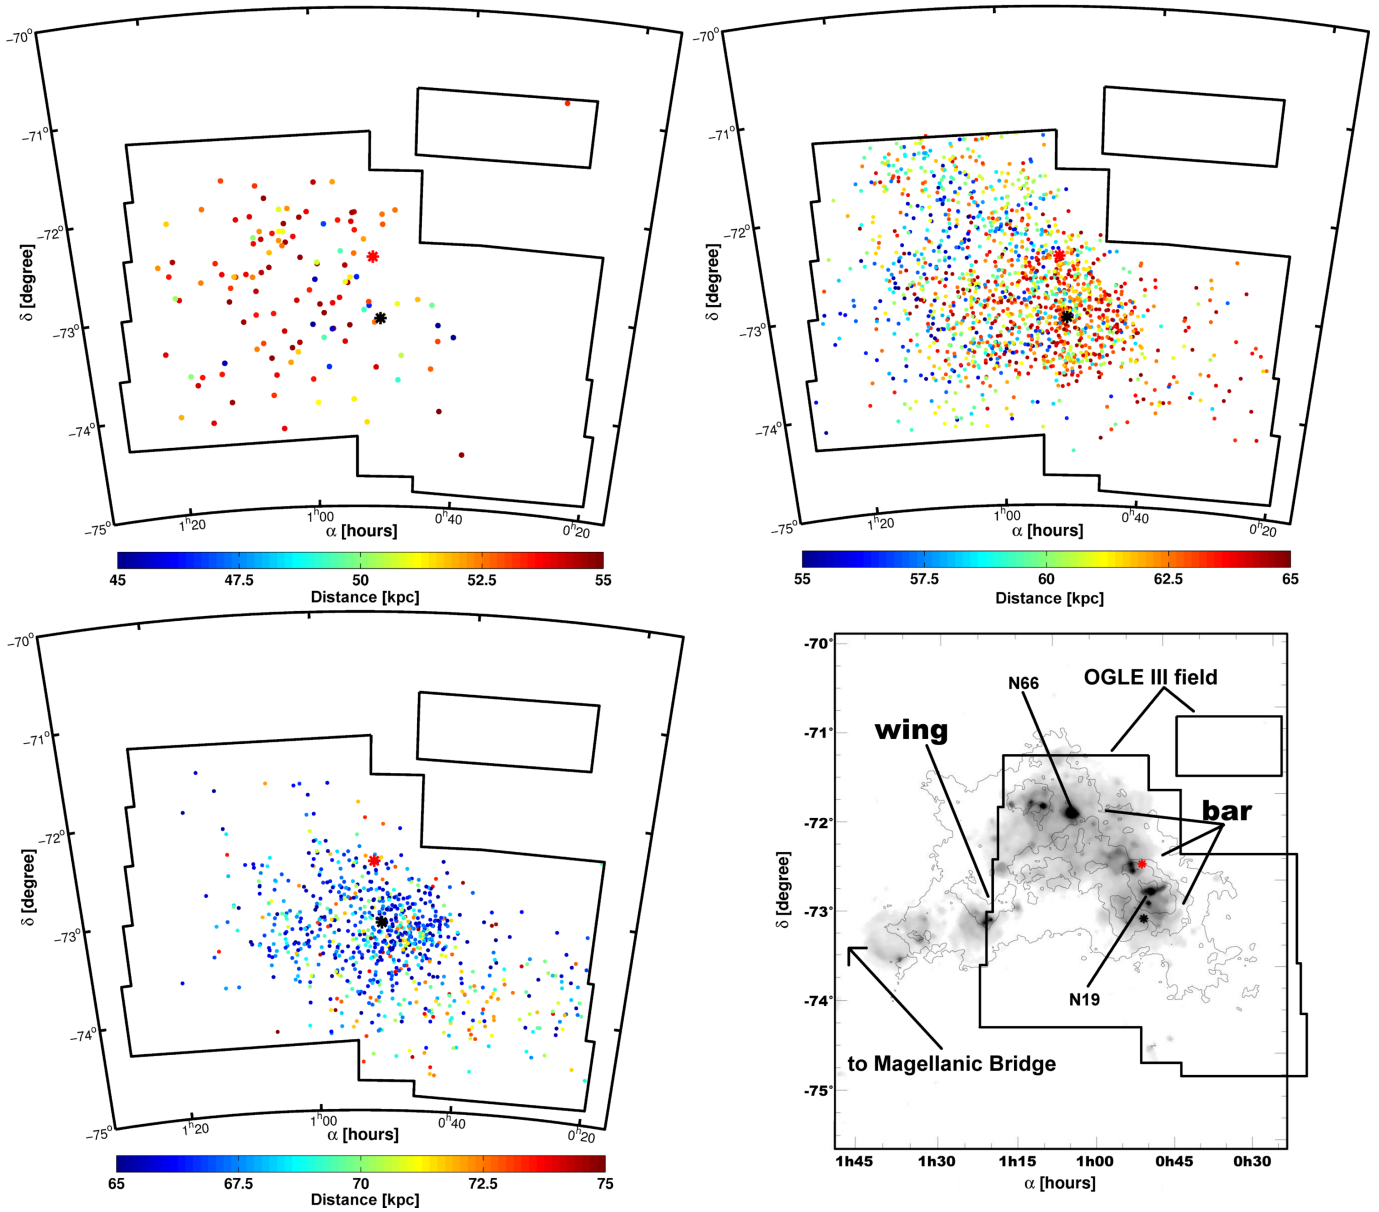 −70°
−71°
−72°
δ [degree]
−73°
−74°
−75°
1h20
1h00
0h40
0h20
α [hours]
45 47.5 50 52.5 55
Distance [kpc]
−70°
−71°
−72°
δ [degree]
−73°
−74°
−75°
1h20
1h00
0h40
0h20
α [hours]
55 57.5 60 62.5 65
Distance [kpc]
−70°
−71°
−72°
δ [degree]
−73°
−74°
−75°
1h20
1h00
0h40
0h20
α [hours]
65 67.5 70 72.5 75
Distance [kpc]
-70°
N66
OGLE III field
-71°
wing
bar
-72°
δ [degree]
-73°
N19
-74°
to Magellanic Bridge
-75°
1h45 1h30 1h15 1h00 0h45 0h30
α [hours]